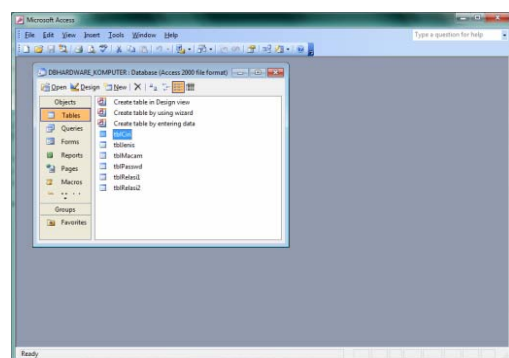 Microsoft Access
File Edit View Insert Tools Window Help
Type a question for help
DBHARDWARE_KOMPUTER : Database (Access 2000 file format)
Open Design New
Objects
Tables
Queries
Forms
Reports
Pages
Macros
Groups
Favorites
Create table in Design view
Create table by using wizard
Create table by entering data
tblCiri
tblJenis
tblMacam
tblPasswd
tblRelasi1
tblRelasi2
Ready